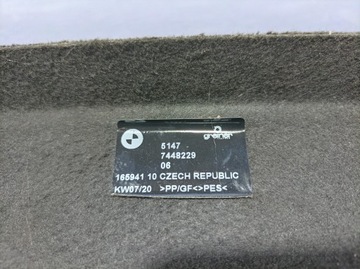 greiner
5147
7448229
06
165941 10 CZECH REPUBLIC
KW07/20 >PP/GF<>PES<